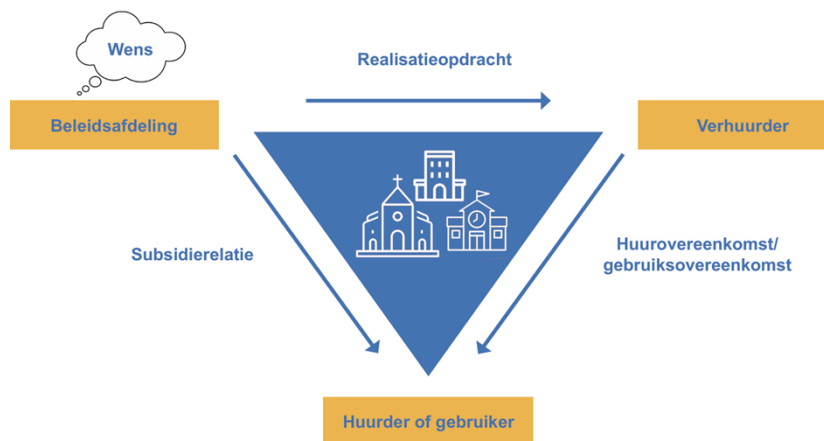 Wens
Realisatieopdracht
Beleidsafdeling
Verhuurder
Subsidierelatie
Huurovereenkomst/
gebruiksovereenkomst
Huurder of gebruiker